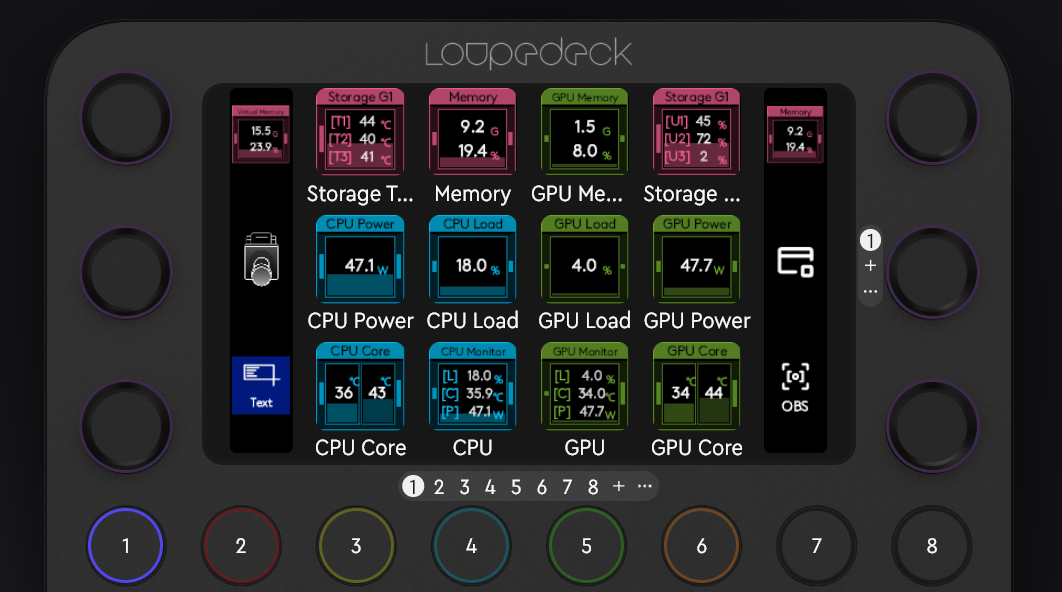 Loupedeck
Virtual Memory
15.5 G
23.9 %
Storage G1
[T1] 44 °C
[T2] 40 °C
[T3] 41 °C
Storage T...
Memory
9.2 G
19.4 %
Memory
GPU Memory
1.5 G
8.0 %
GPU Me...
Storage G1
[U1] 45 %
[U2] 72 %
[U3] 2 %
Storage ...
Memory
9.2 G
19.4 %
CPU Power
47.1 W
CPU Power
CPU Load
18.0 %
CPU Load
GPU Load
4.0 %
GPU Load
GPU Power
47.7 W
GPU Power
1
+
...
Text
CPU Core
36 °C 43 °C
CPU Core
CPU Monitor
[L] 18.0 %
[C] 35.9 °C
[P] 47.1 W
CPU
GPU Monitor
[L] 4.0 %
[C] 34.0 °C
[P] 47.7 W
GPU
GPU Core
34 °C 44 °C
GPU Core
OBS
1 2 3 4 5 6 7 8 + ...
1 2 3 4 5 6 7 8